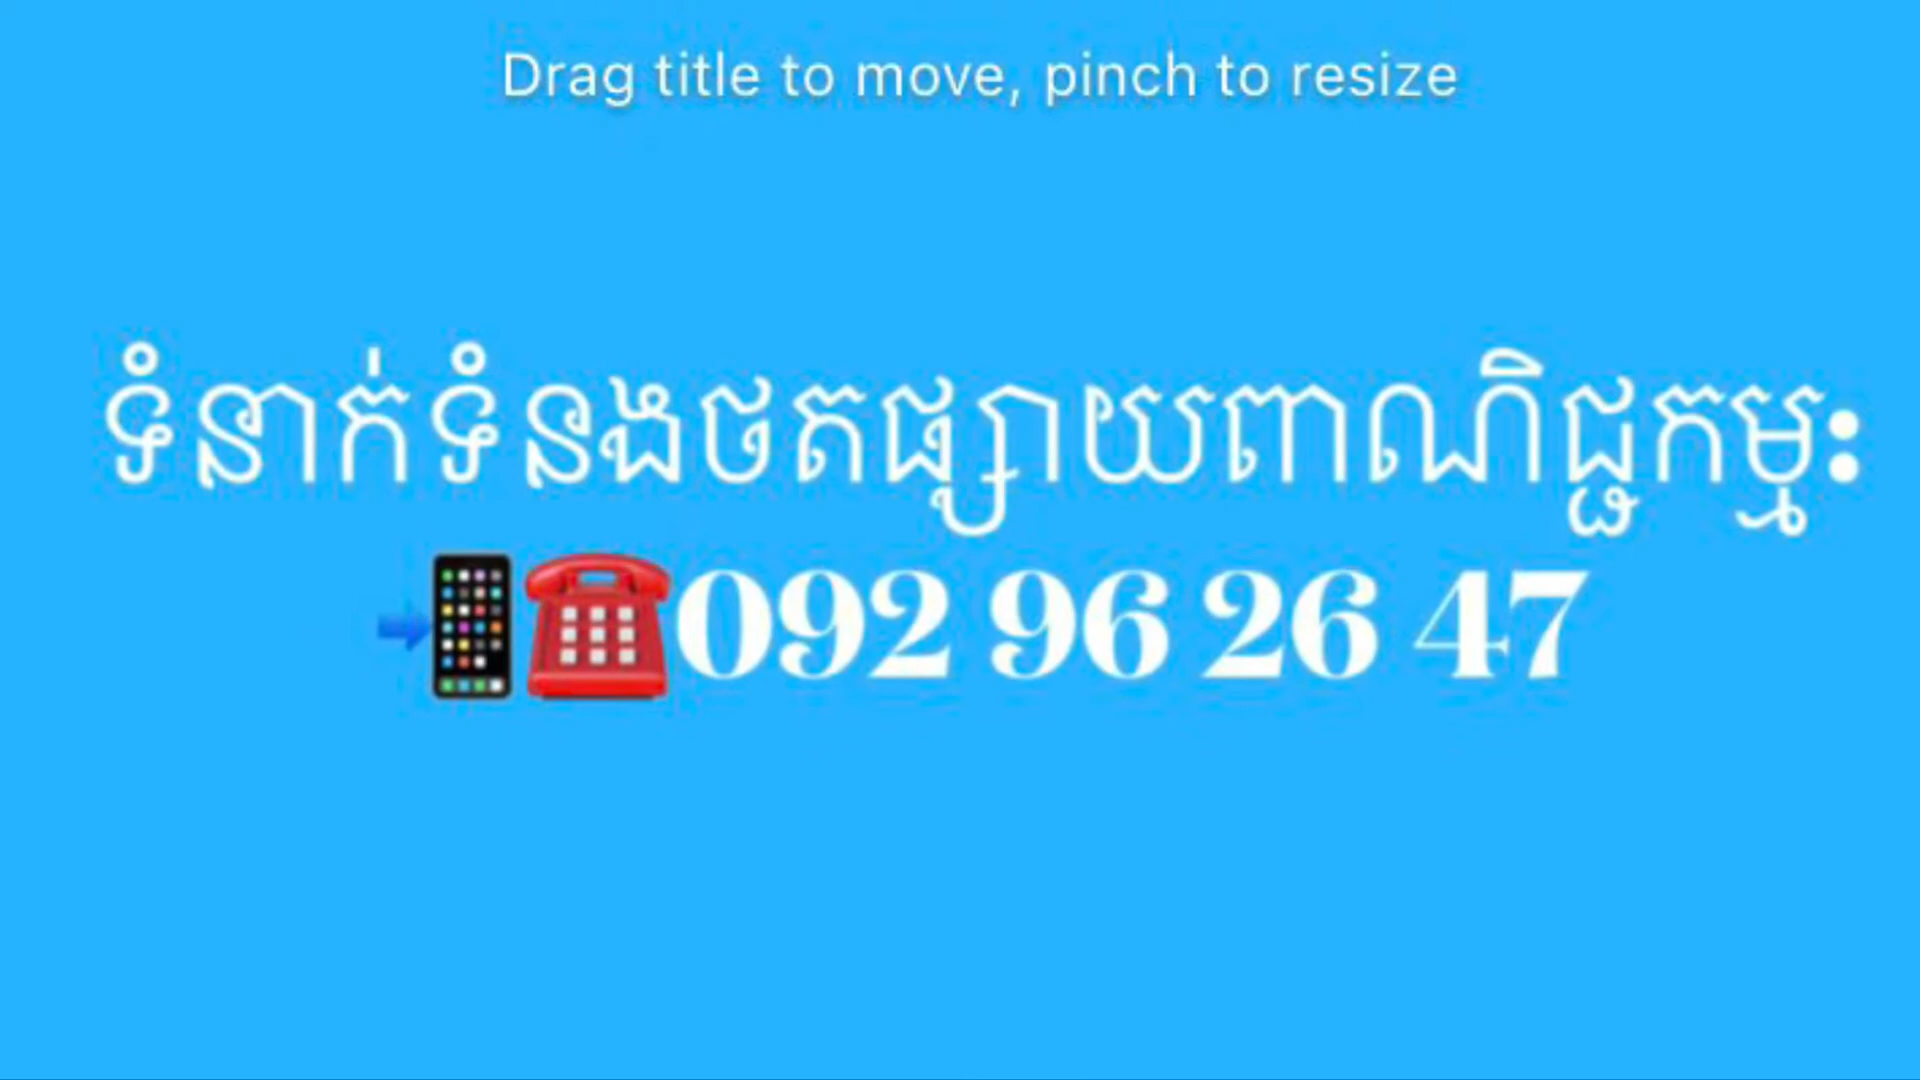 Drag title to move, pinch to resize
ទំនាក់ទំនងថតផ្សាយពាណិជ្ជកម្មះ
📲☎️092 96 26 47